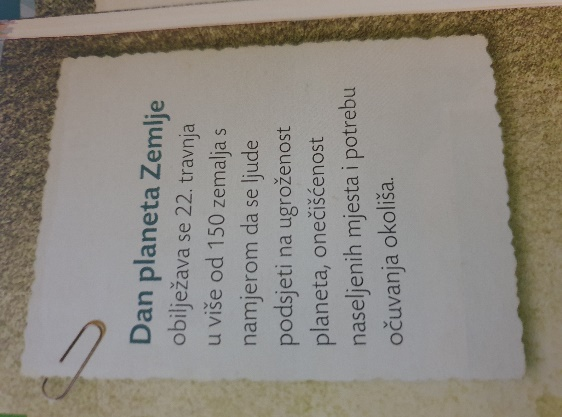 Dan planeta Zemlje
obilježava se 22. travnja
u više od 150 zemalja s
namjerom da se ljude
podsjeti na ugroženost
planeta, onečišćenost
naseljenih mjesta i potrebu
očuvanja okoliša.